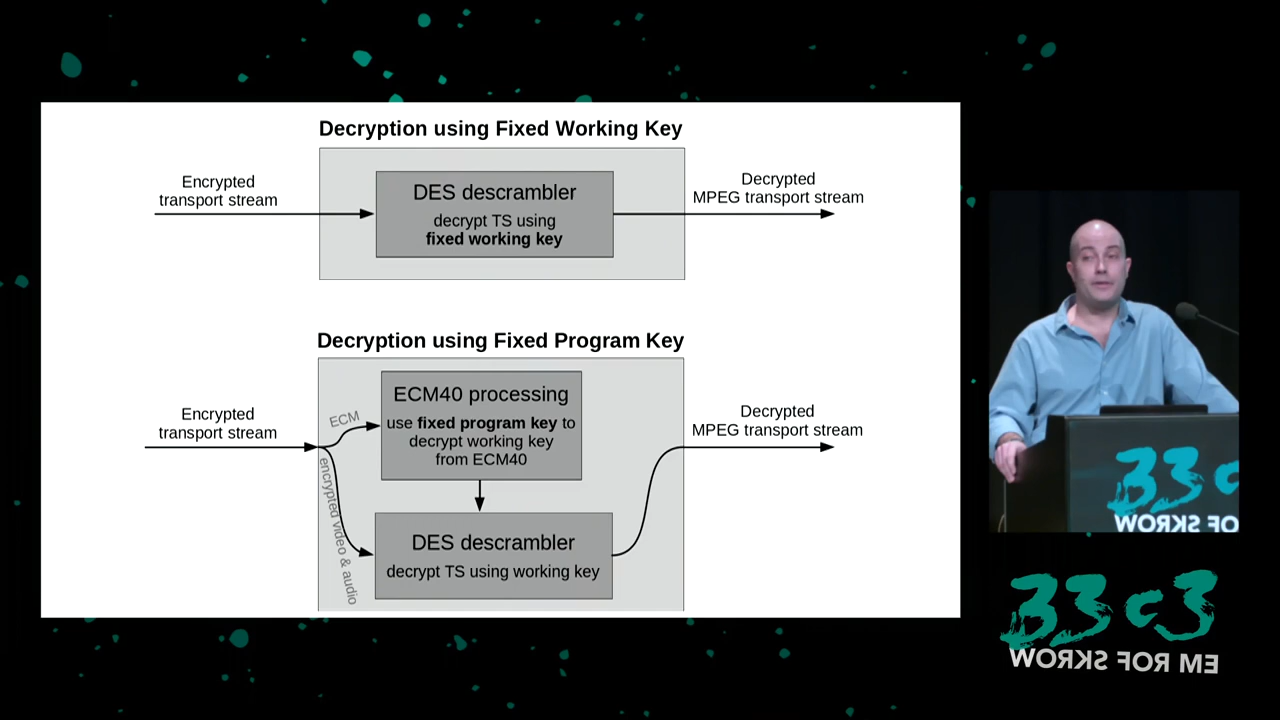 Decryption using Fixed Working Key
Encrypted
transport stream
DES descrambler
decrypt TS using
fixed working key
Decrypted
MPEG transport stream
Decryption using Fixed Program Key
Encrypted
transport stream
ECM
encrypted video & audio
ECM40 processing
use fixed program key to
decrypt working key
from ECM40
DES descrambler
decrypt TS using working key
Decrypted
MPEG transport stream
33c
WORKS FO
33c3
WORKS FOR ME